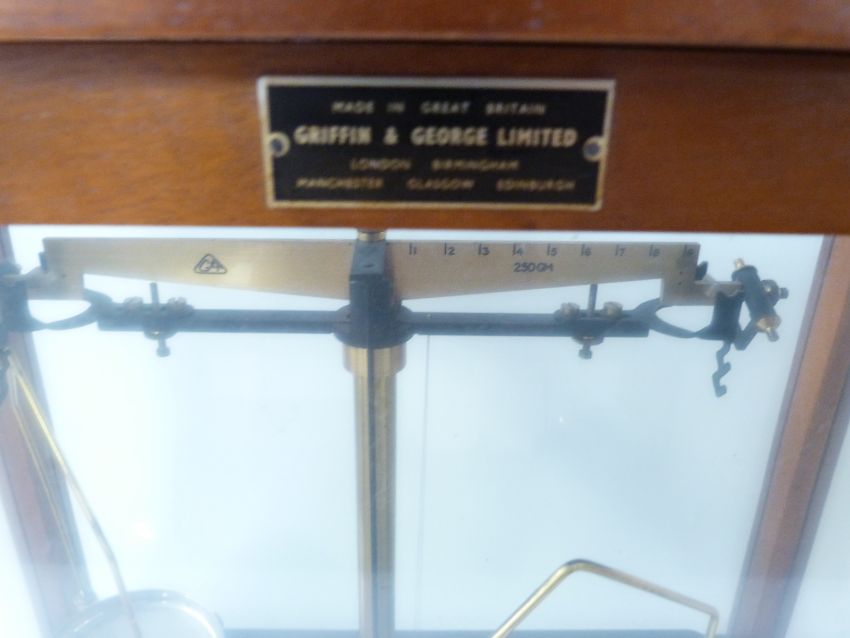 MADE IN GREAT BRITAIN
GRIFFIN & GEORGE LIMITED
LONDON BIRMINGHAM
MANCHESTER GLASGOW EDINBURGH
1 2 3 4 5 6 7 8 9
250GM